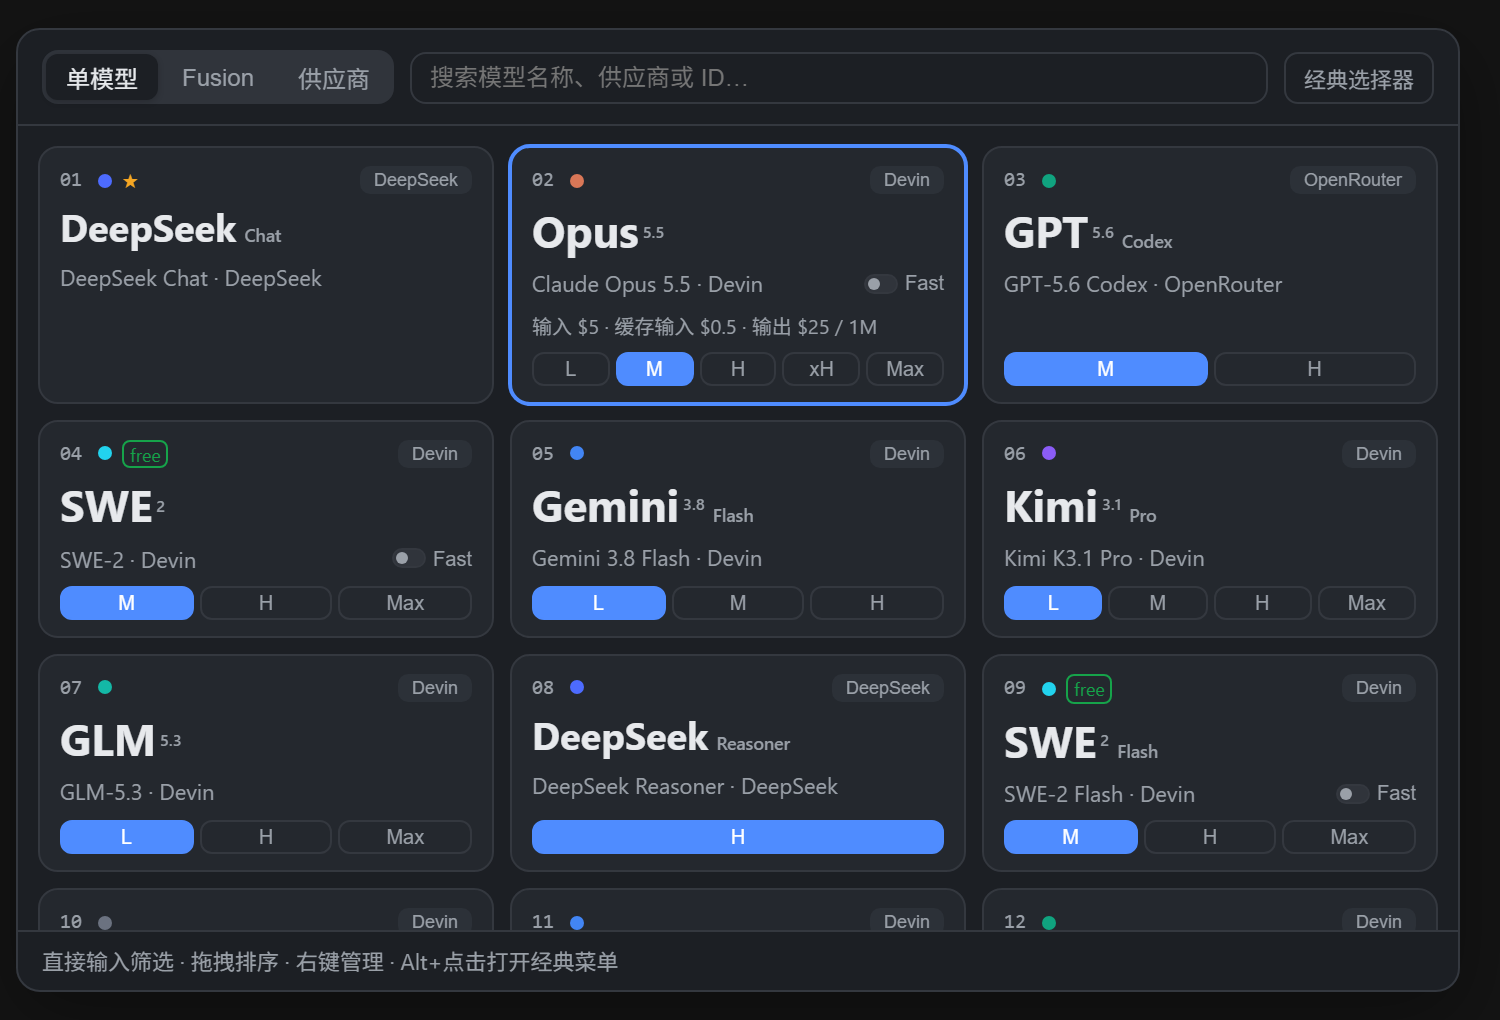 单模型 Fusion 供应商 搜索模型名称、供应商或 ID... 经典选择器
01 ★ DeepSeek
DeepSeek Chat
DeepSeek Chat · DeepSeek
02 Devin
Opus 5.5
Claude Opus 5.5 · Devin Fast
输入 $5 · 缓存输入 $0.5 · 输出 $25 / 1M
L M H xH Max
03 OpenRouter
GPT 5.6 Codex
GPT-5.6 Codex · OpenRouter
M H
04 free Devin
SWE 2
SWE-2 · Devin Fast
M H Max
05 Devin
Gemini 3.8 Flash
Gemini 3.8 Flash · Devin
L M H
06 Devin
Kimi 3.1 Pro
Kimi K3.1 Pro · Devin
L M H Max
07 Devin
GLM 5.3
GLM-5.3 · Devin
L H Max
08 DeepSeek
DeepSeek Reasoner
DeepSeek Reasoner · DeepSeek
H
09 free Devin
SWE 2 Flash
SWE-2 Flash · Devin Fast
M H Max
10 Devin
11 Devin
12 Devin
直接输入筛选 · 拖拽排序 · 右键管理 · Alt+点击打开经典菜单